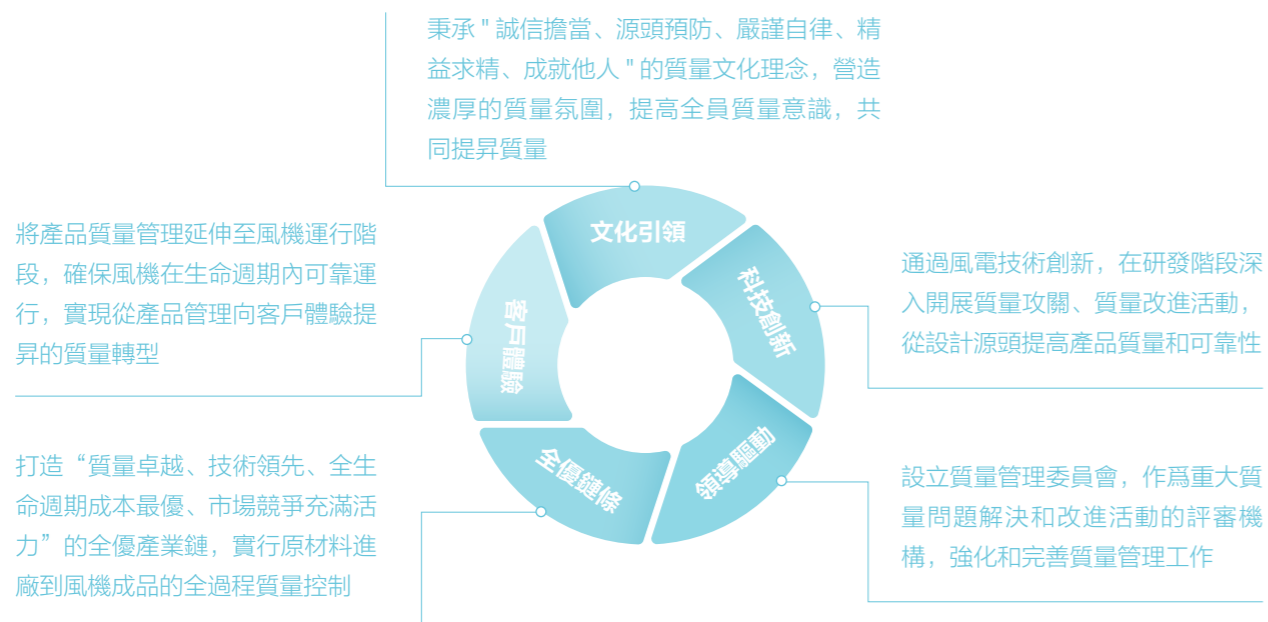 秉承 " 誠信擔當、源頭預防、嚴謹自律、精
益求精、成就他人 " 的質量文化理念，營造
濃厚的質量氛圍，提高全員質量意識，共
同提昇質量
文化引領
科技創新
通過風電技術創新，在研發階段深
入開展質量攻關、質量改進活動，
從設計源頭提高產品質量和可靠性
領導驅動
設立質量管理委員會，作爲重大質
量問題解決和改進活動的評審機
構，強化和完善質量管理工作
全優鏈條
打造“質量卓越、技術領先、全生
命週期成本最優、市場競爭充滿活
力”的全優產業鏈，實行原材料進
廠到風機成品的全過程質量控制
客戶體驗
將產品質量管理延伸至風機運行階
段，確保風機在生命週期內可靠運
行，實現從產品管理向客戶體驗提
昇的質量轉型